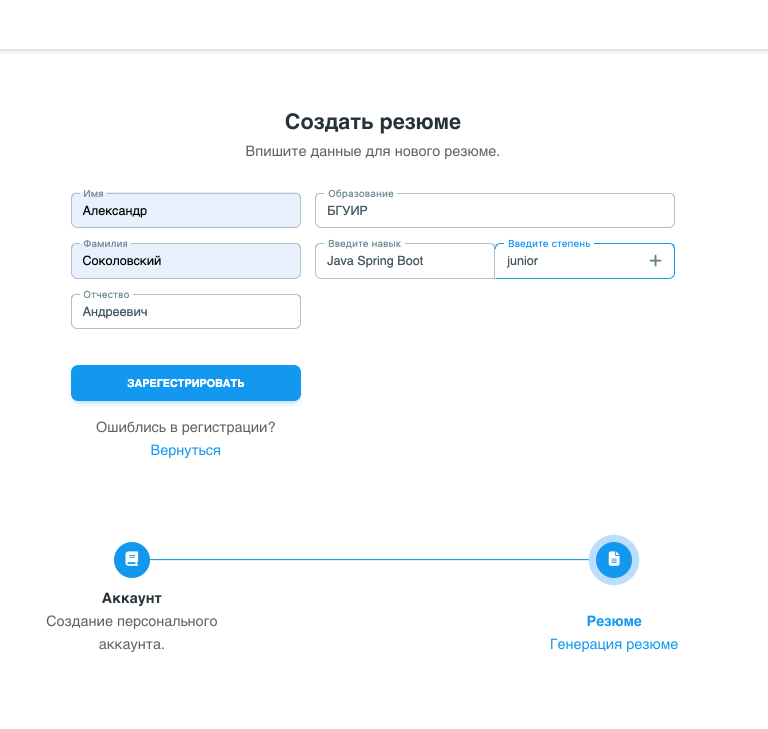 Создать резюме
Впишите данные для нового резюме.
Имя
Александр
Фамилия
Соколовский
Отчество
Андреевич
Образование
БГУИР
Введите навык
Java Spring Boot
Введите степень
junior
ЗАРЕГЕСТРИРОВАТЬ
Ошиблись в регистрации?
Вернуться
Аккаунт
Создание персонального
аккаунта.
Резюме
Генерация резюме